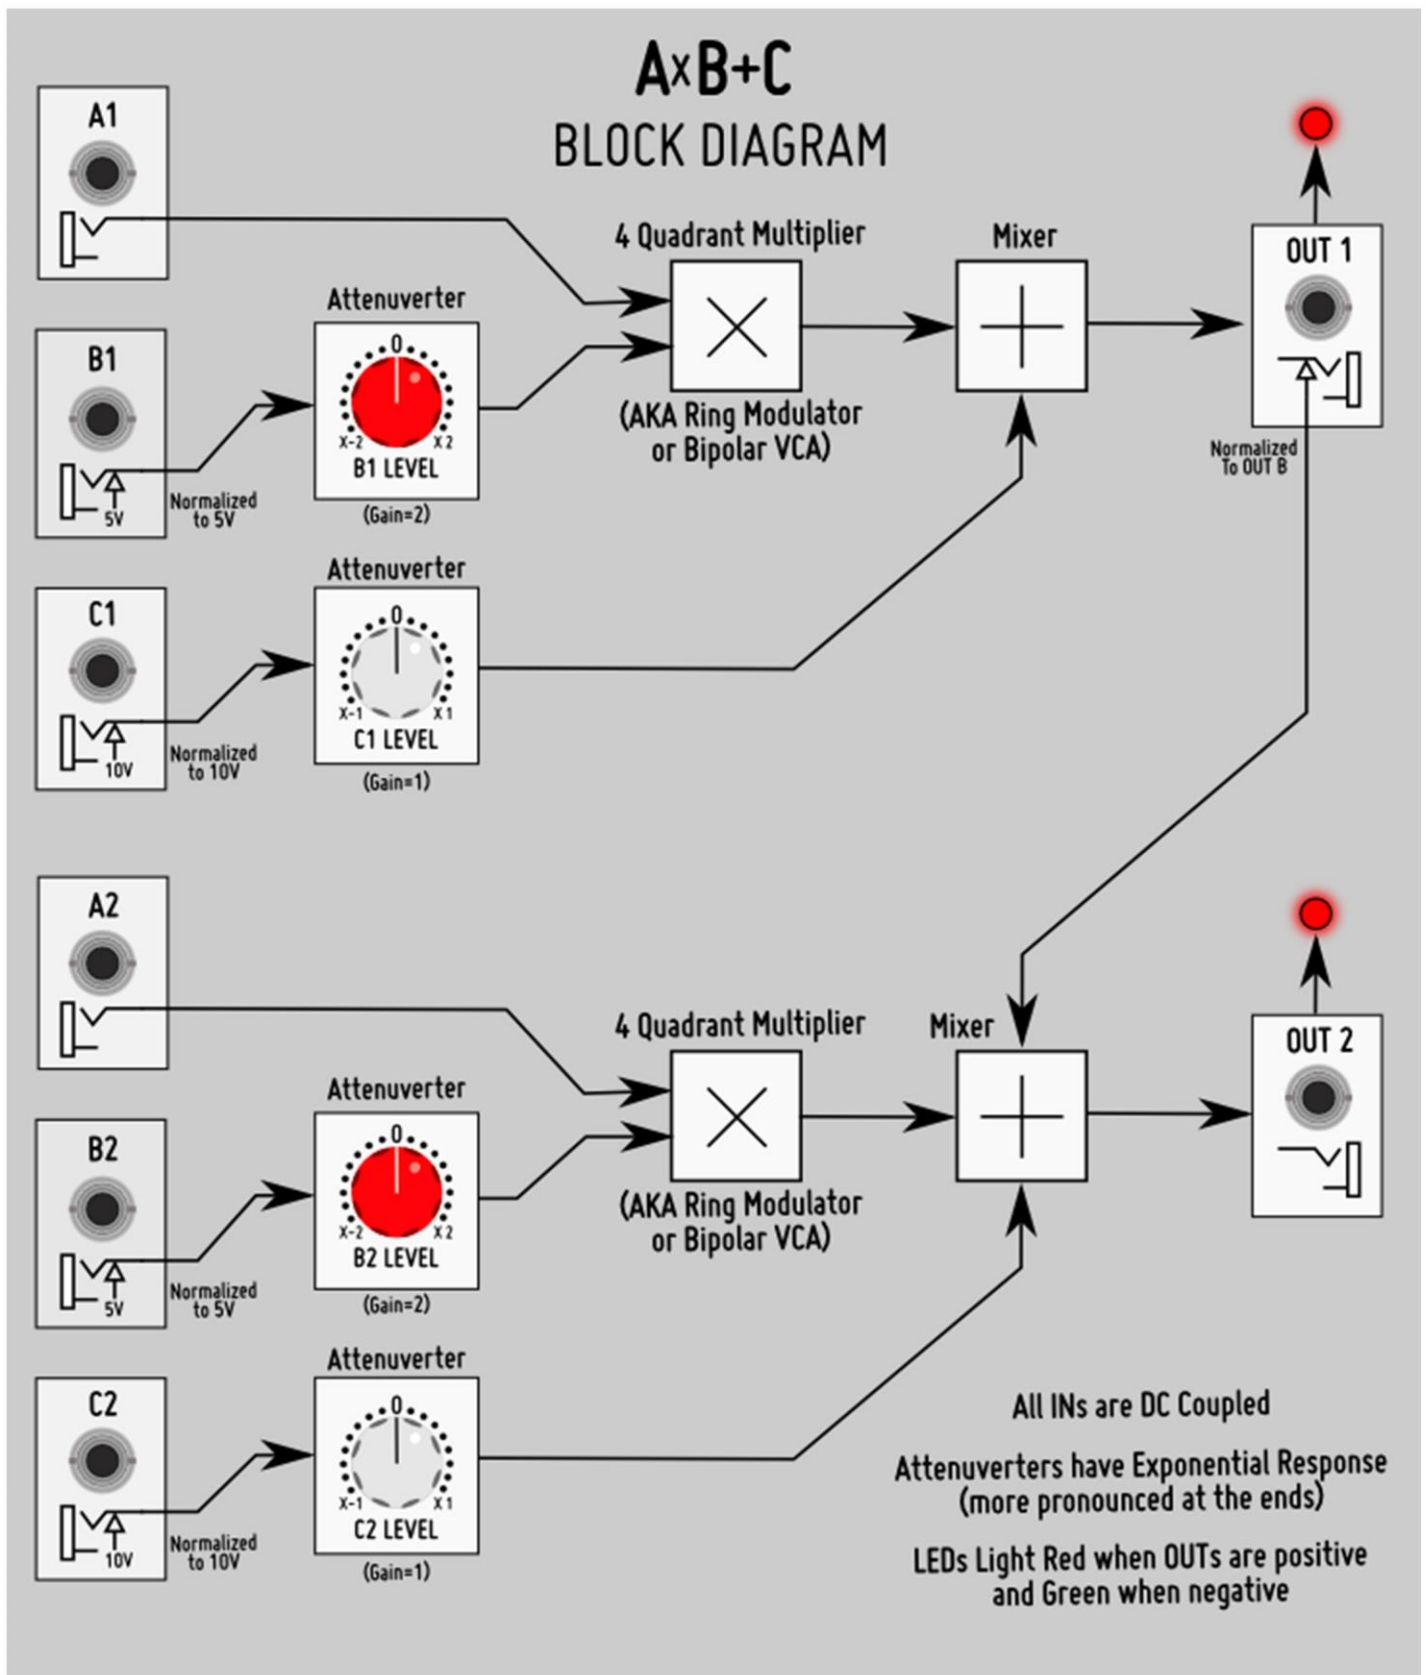 A×B+C
BLOCK DIAGRAM
A1
4 Quadrant Multiplier
Mixer
OUT 1
Attenuverter
B1
0
X-2
X 2
B1 LEVEL
(Gain=2)
(AKA Ring Modulator
or Bipolar VCA)
Normalized
To OUT B
5V
Normalized
to 5V
Attenuverter
C1
0
X-1
X 1
C1 LEVEL
(Gain=1)
10V
Normalized
to 10V
A2
4 Quadrant Multiplier
Mixer
OUT 2
Attenuverter
B2
0
X-2
X 2
B2 LEVEL
(Gain=2)
(AKA Ring Modulator
or Bipolar VCA)
5V
Normalized
to 5V
Attenuverter
C2
0
X-1
X 1
C2 LEVEL
(Gain=1)
10V
Normalized
to 10V
All INs are DC Coupled
Attenuverters have Exponential Response
(more pronounced at the ends)
LEDs Light Red when OUTs are positive
and Green when negative